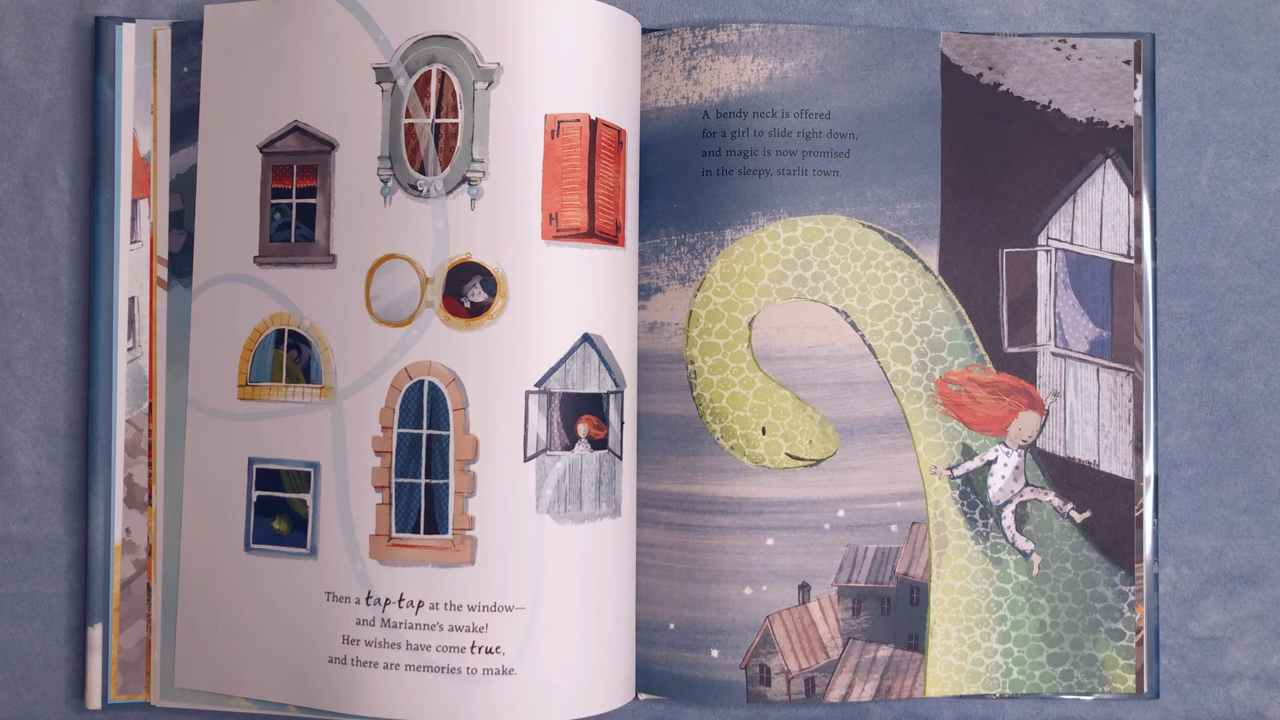 Then a tap-tap at the window—
and Marianne's awake!
Her wishes have come true,
and there are memories to make.
A bendy neck is offered
for a girl to slide right down,
and magic is now promised
in the sleepy, starlit town.